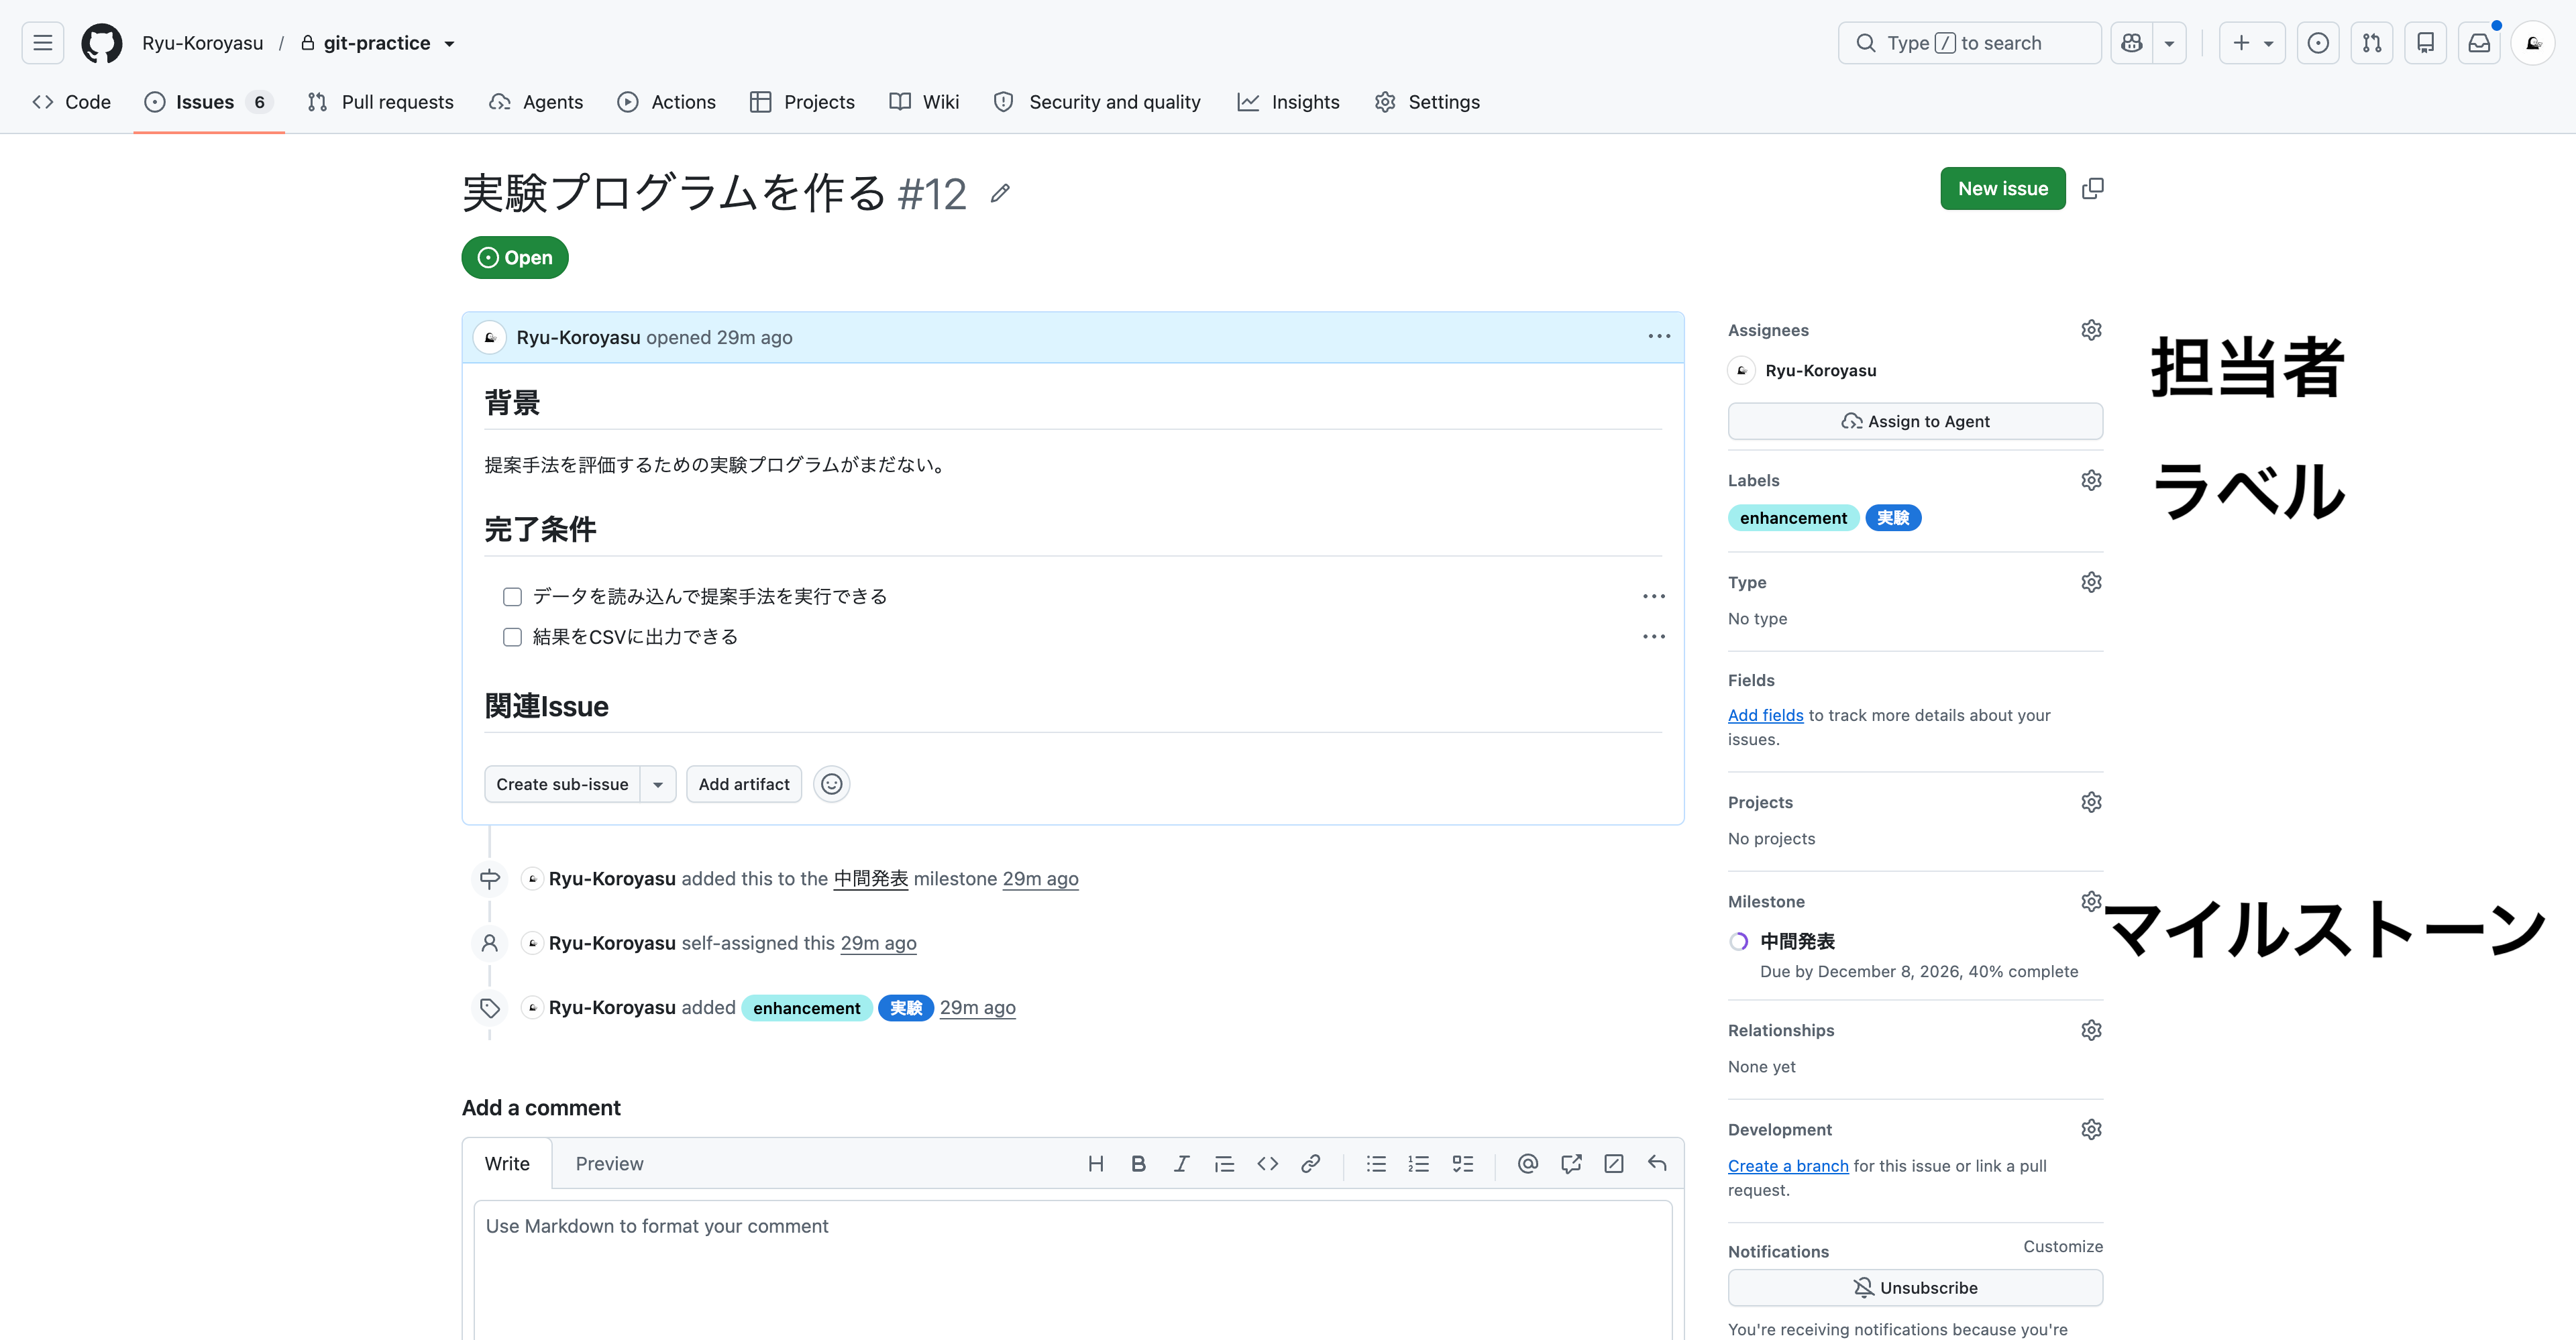 Ryu-Koroyasu / git-practice
Type / to search
Code
Issues 6
Pull requests
Agents
Actions
Projects
Wiki
Security and quality
Insights
Settings
実験プログラムを作る #12
New issue
Open
Ryu-Koroyasu opened 29m ago
背景
提案手法を評価するための実験プログラムがまだない。
完了条件
データを読み込んで提案手法を実行できる
結果をCSVに出力できる
関連Issue
Create sub-issue
Add artifact
Ryu-Koroyasu added this to the 中間発表 milestone 29m ago
Ryu-Koroyasu self-assigned this 29m ago
Ryu-Koroyasu added enhancement 実験 29m ago
Add a comment
Write
Preview
Use Markdown to format your comment
Assignees
Ryu-Koroyasu
担当者
Assign to Agent
Labels
enhancement 実験
ラベル
Type
No type
Fields
Add fields to track more details about your
issues.
Projects
No projects
Milestone
マイルストーン
中間発表
Due by December 8, 2026, 40% complete
Relationships
None yet
Development
Create a branch for this issue or link a pull
request.
Notifications
Customize
Unsubscribe
You're receiving notifications because you're